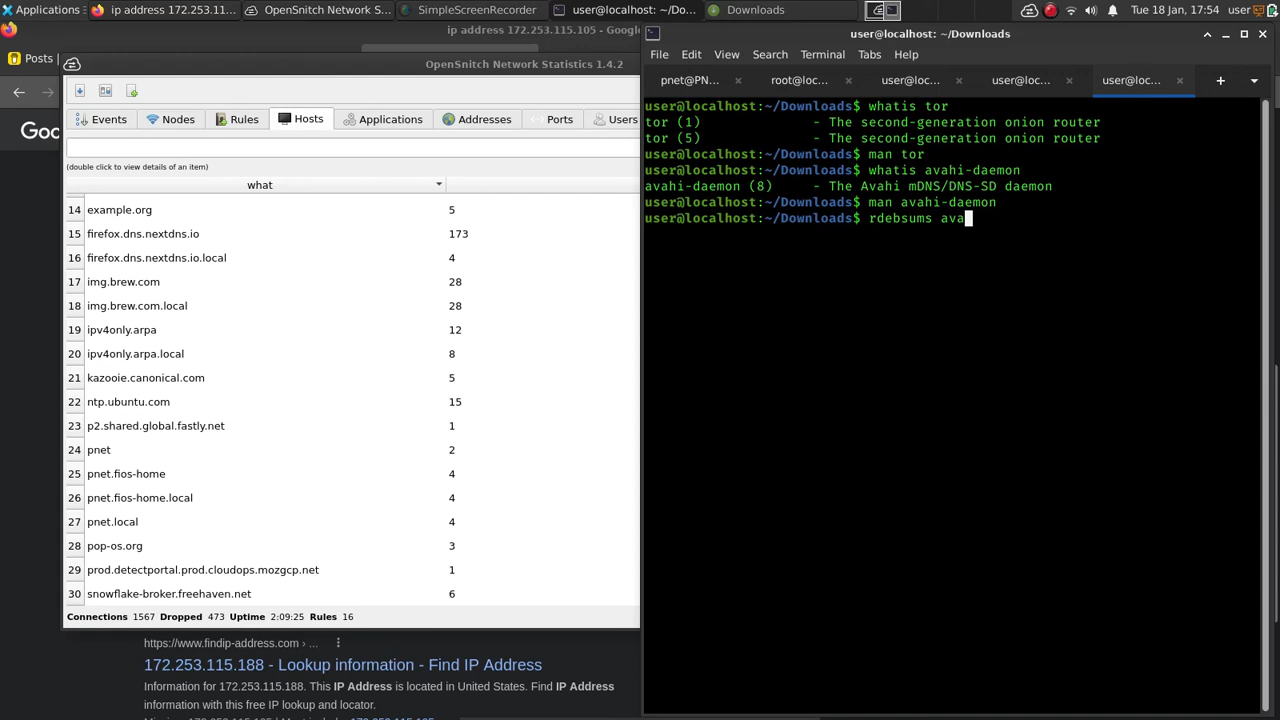 Applications
ip address 172.253.11...
OpenSnitch Network S...
SimpleScreenRecorder
user@localhost: ~/Do...
Downloads
Tue 18 Jan, 17:54
ip address 172.253.115.105
Posts
Goo
OpenSnitch Network Statistics 1.4.2
Events Nodes Rules Hosts Applications Addresses Ports Users
(double click to view details of an item)
what
14 example.org 5
15 firefox.dns.nextdns.io 173
16 firefox.dns.nextdns.io.local 4
17 img.brew.com 28
18 img.brew.com.local 28
19 ipv4only.arpa 12
20 ipv4only.arpa.local 8
21 kazooie.canonical.com 5
22 ntp.ubuntu.com 15
23 p2.shared.global.fastly.net 1
24 pnet 2
25 pnet.fios-home 4
26 pnet.fios-home.local 4
27 pnet.local 4
28 pop-os.org 3
29 prod.detectportal.prod.cloudops.mozgcp.net 1
30 snowflake-broker.freehaven.net 6
Connections 1567 Dropped 473 Uptime 2:09:25 Rules 16
https://www.findip-address.com › ...
172.253.115.188 - Lookup information - Find IP Address
Information for 172.253.115.188. This IP Address is located in United States. Find IP Address
information with this free IP lookup and locator.
user@localhost: ~/Downloads
File Edit View Search Terminal Tabs Help
pnet@PN... root@loc... user@loc... user@loc... user@loc...
user@localhost:~/Downloads$ whatis tor
tor (1) - The second-generation onion router
tor (5) - The second-generation onion router
user@localhost:~/Downloads$ man tor
user@localhost:~/Downloads$ whatis avahi-daemon
avahi-daemon (8) - The Avahi mDNS/DNS-SD daemon
user@localhost:~/Downloads$ man avahi-daemon
user@localhost:~/Downloads$ rdebsums ava